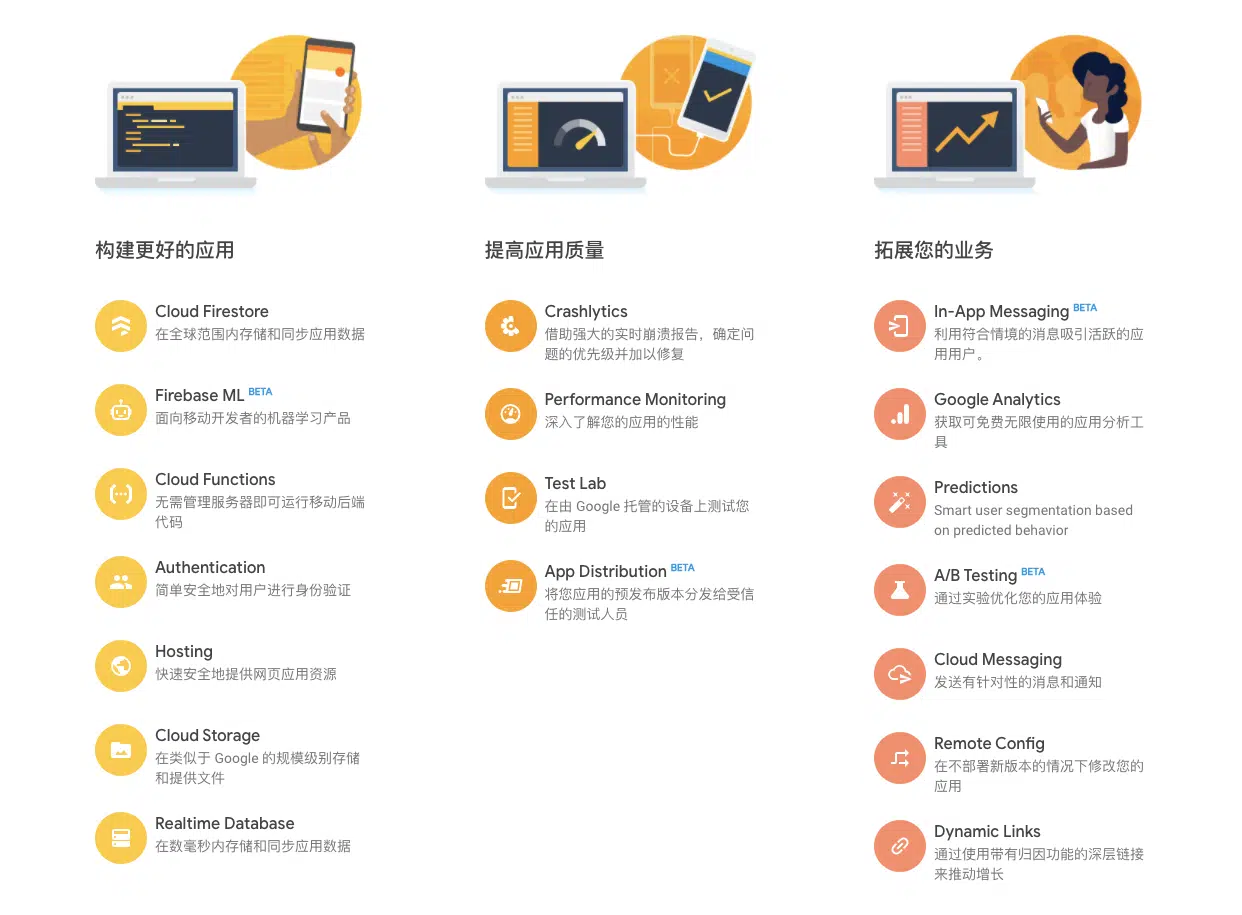 构建更好的应用
Cloud Firestore
在全球范围内存储和同步应用数据
Firebase ML BETA
面向移动开发者的机器学习产品
Cloud Functions
无需管理服务器即可运行移动后端
代码
Authentication
简单安全地对用户进行身份验证
Hosting
快速安全地提供网页应用资源
Cloud Storage
在类似于 Google 的规模级别存储
和提供文件
Realtime Database
在数毫秒内存储和同步应用数据
提高应用质量
Crashlytics
借助强大的实时崩溃报告，确定问
题的优先级并加以修复
Performance Monitoring
深入了解您的应用的性能
Test Lab
在由 Google 托管的设备上测试您
的应用
App Distribution BETA
将您应用的预发布版本分发给受信
任的测试人员
拓展您的业务
In-App Messaging BETA
利用符合情境的消息吸引活跃的应
用用户。
Google Analytics
获取可免费无限使用的应用分析工
具
Predictions
Smart user segmentation based
on predicted behavior
A/B Testing BETA
通过实验优化您的应用体验
Cloud Messaging
发送有针对性的消息和通知
Remote Config
在不部署新版本的情况下修改您的
应用
Dynamic Links
通过使用带有归因功能的深层链接
来推动增长